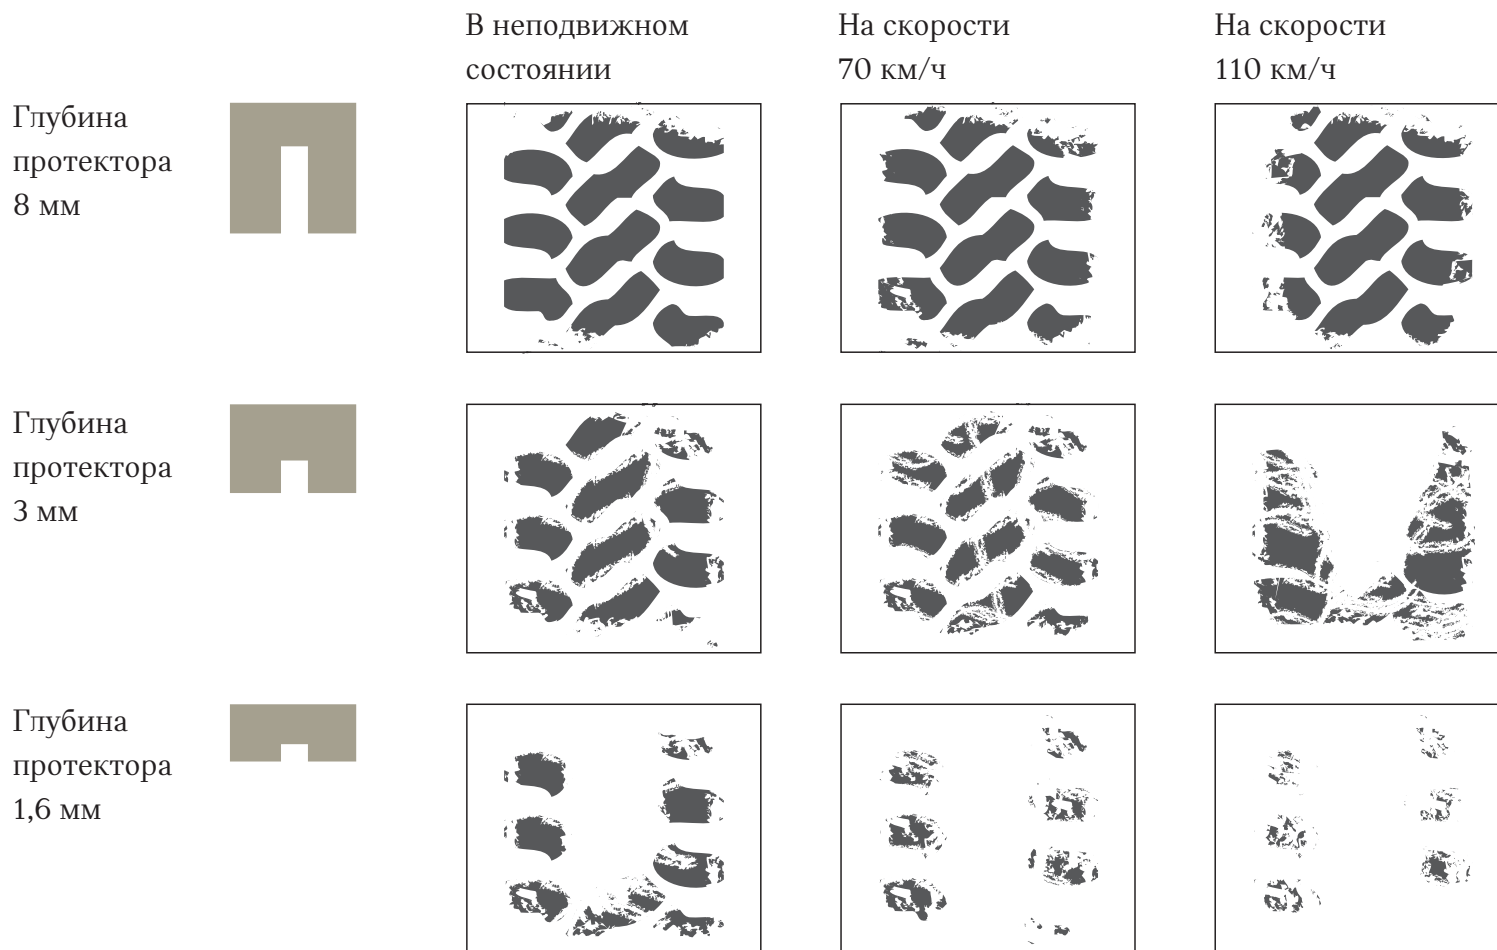 В неподвижном
состоянии
На скорости
70 км/ч
На скорости
110 км/ч
Глубина
протектора
8 мм
Глубина
протектора
3 мм
Глубина
протектора
1,6 мм